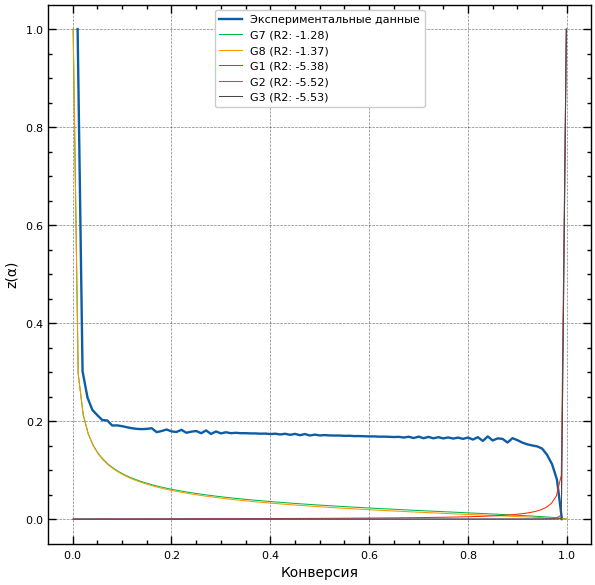 Экспериментальные данные
G7 (R2: -1.28)
G8 (R2: -1.37)
G1 (R2: -5.38)
G2 (R2: -5.52)
G3 (R2: -5.53)
1.0
0.8
0.6
0.4
0.2
0.0
z(α)
0.0 0.2 0.4 0.6 0.8 1.0
Конверсия